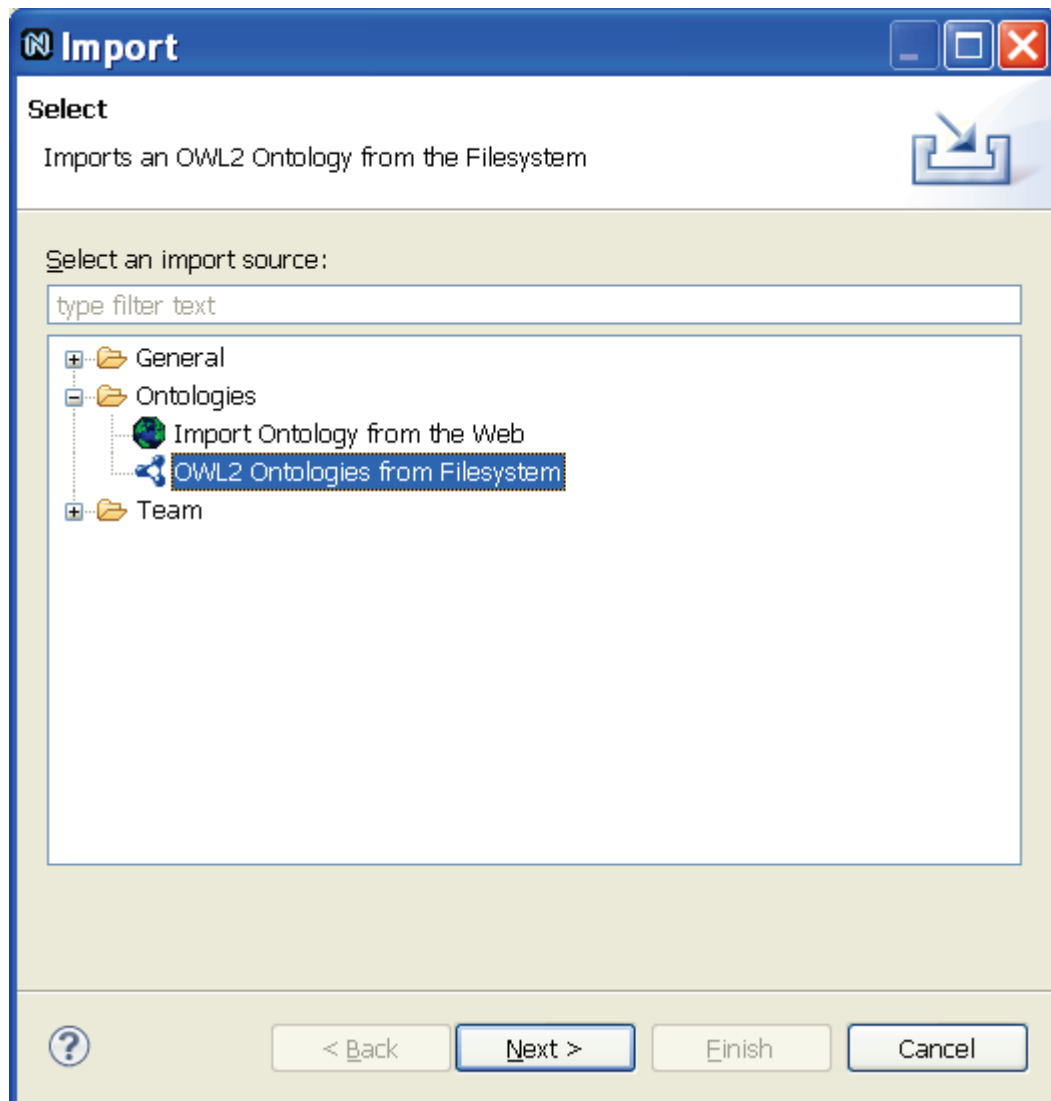 Import
Select
Imports an OWL2 Ontology from the Filesystem
Select an import source:
type filter text
General
Ontologies
Import Ontology from the Web
OWL2 Ontologies from Filesystem
Team
?
< Back Next > Finish Cancel